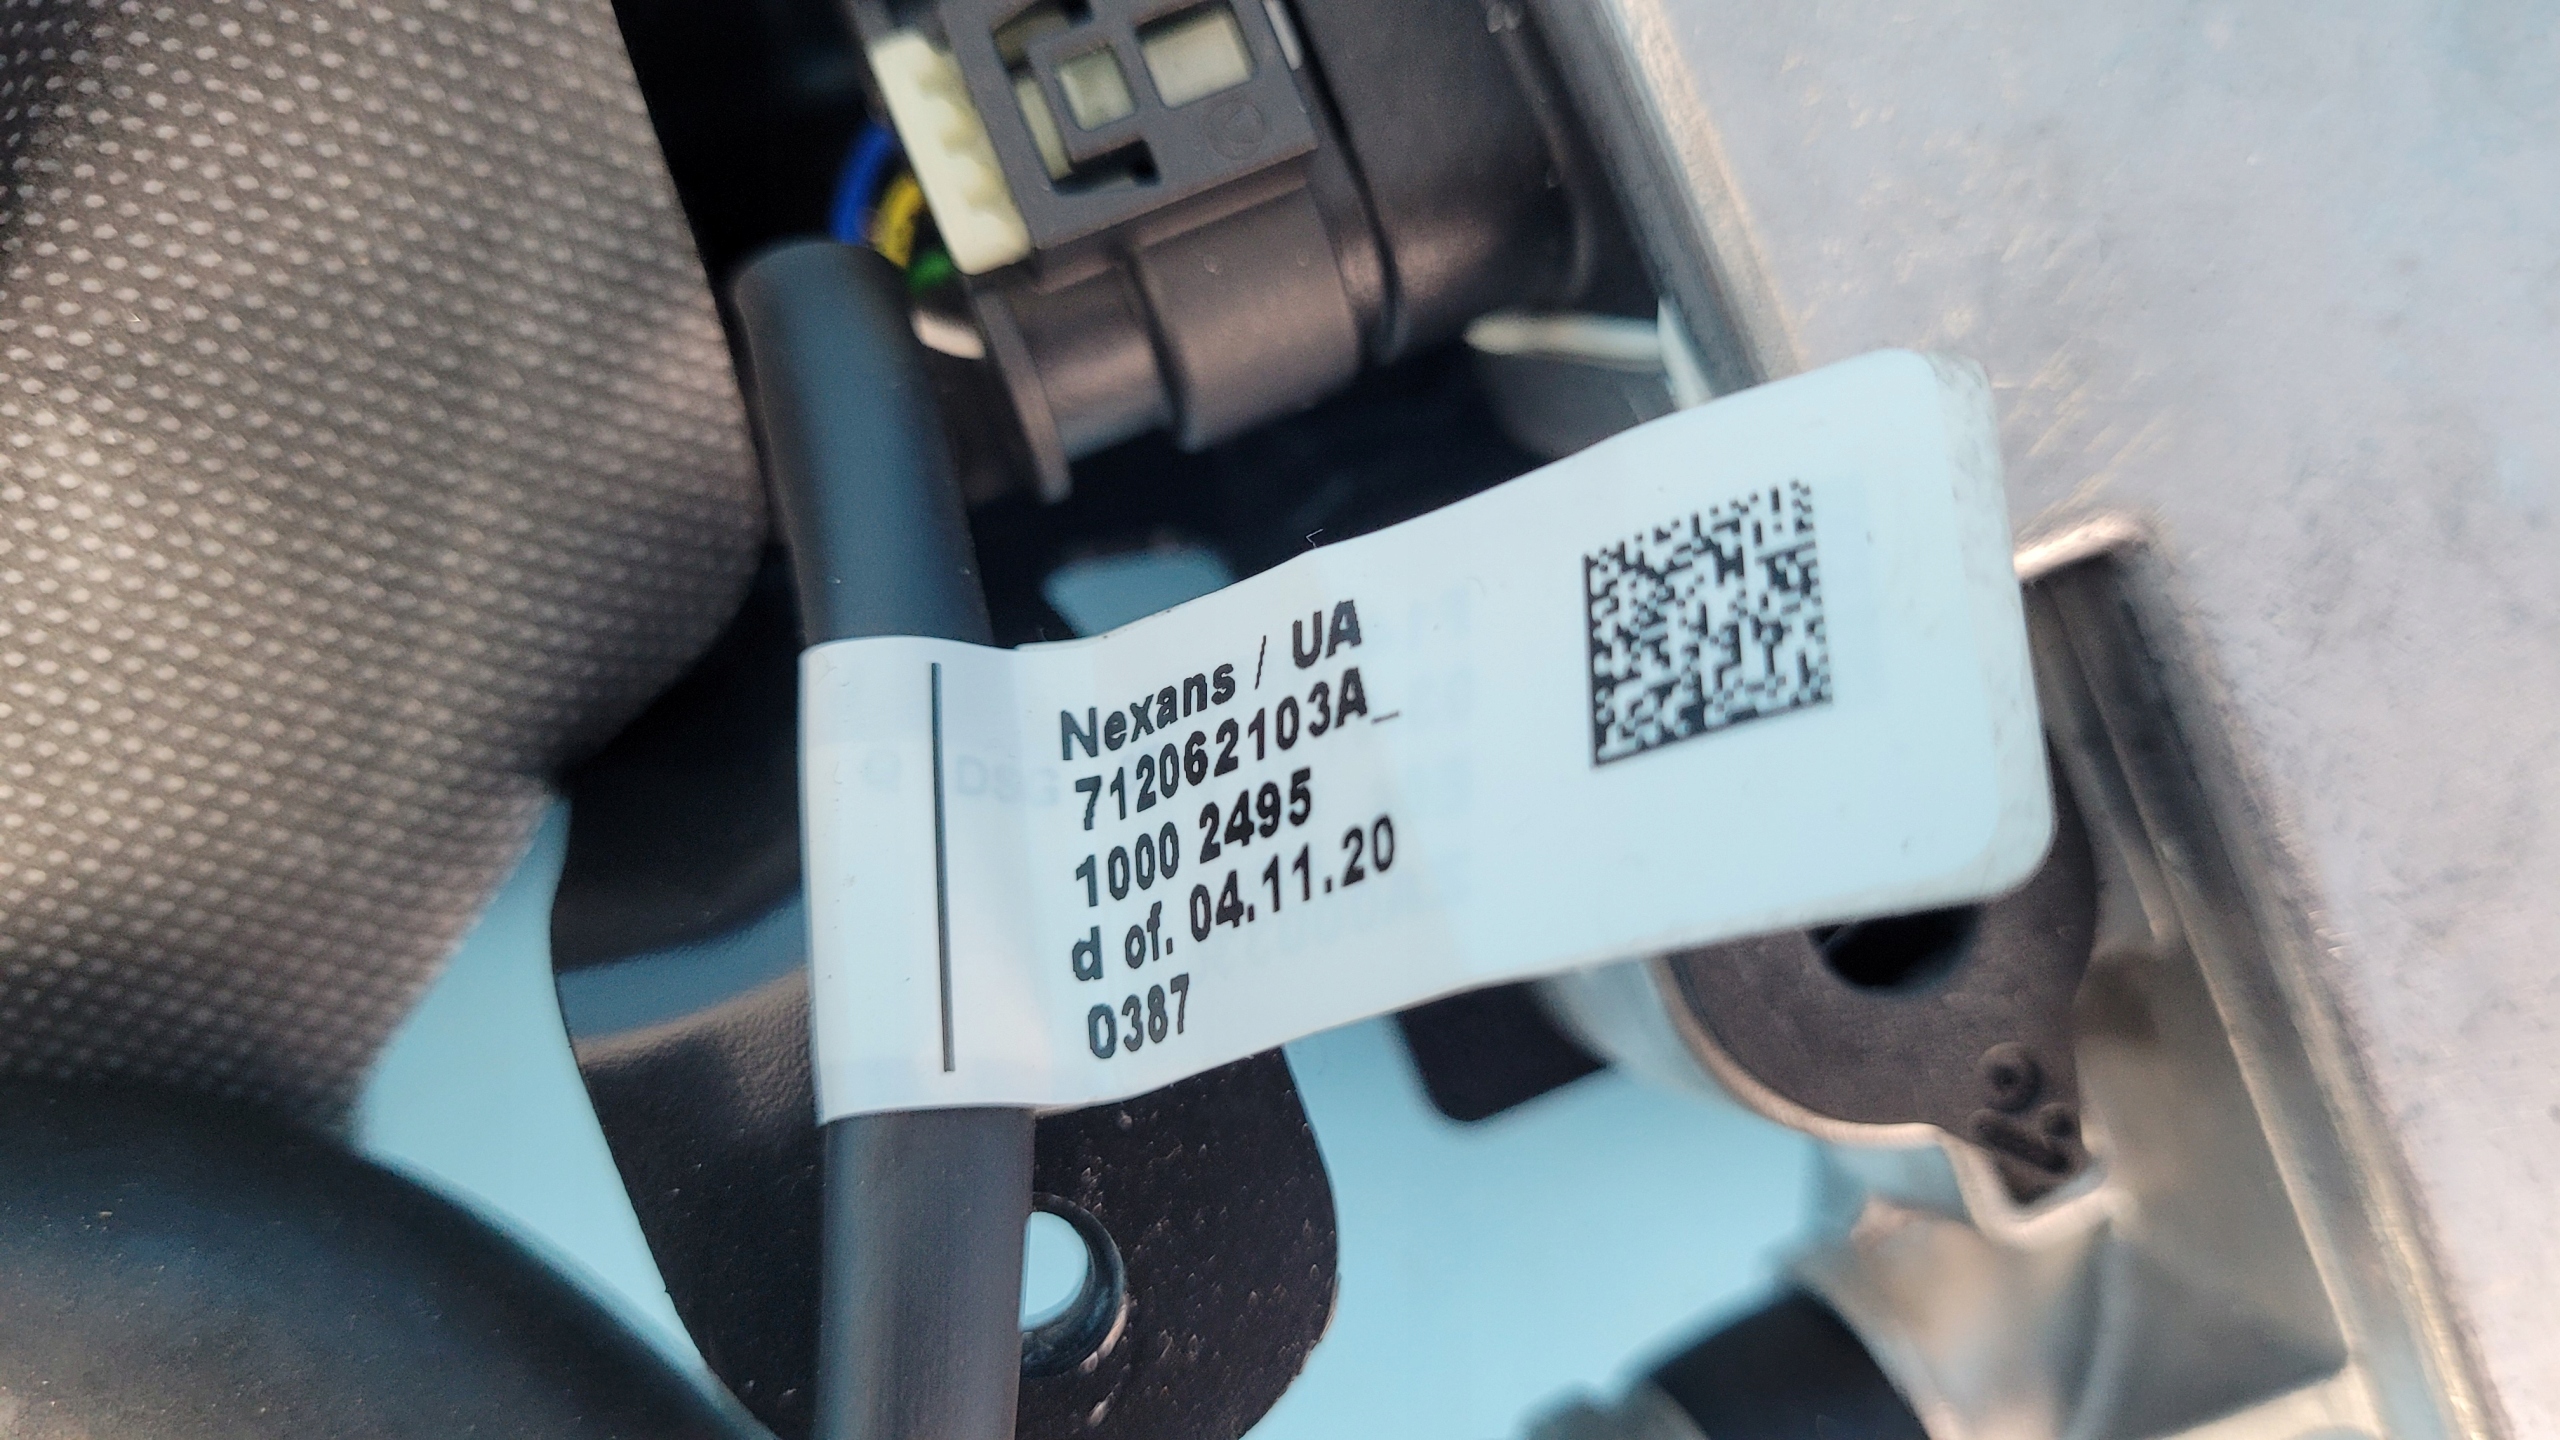 Nexans / UA
712062103A_
1000 2495
d of. 04.11.20
0387